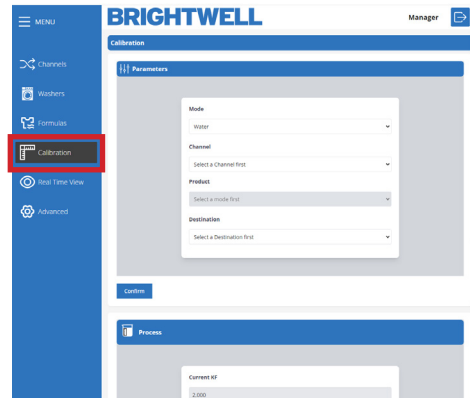 MENU
BRIGHTWELL
Manager
Calibration
Channels
Washers
Formulas
Calibration
Real Time View
Advanced
Parameters
Mode
Water
Channel
Select a Channel first
Product
Select a mode first
Destination
Select a Destination first
Confirm
Process
Current KF
2.000